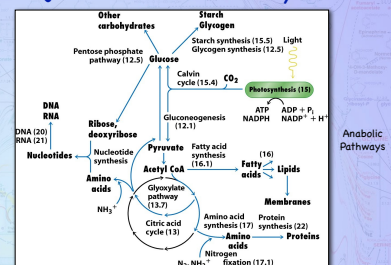 Other
carbohydrates
Starch
Glycogen
Starch synthesis (15.5)
Glycogen synthesis (12.5)
Light
Pentose phosphate
pathway (12.5)
Glucose
Calvin
cycle (15.4)
CO2
Photosynthesis (15)
ATP
NADPH
ADP + Pi
NADP+ + H+
DNA
RNA
Gluconeogenesis
(12.1)
Ribose,
deoxyribose
DNA (20)
RNA (21)
Anabolic
Pathways
Nucleotides
Nucleotide
synthesis
Pyruvate
Fatty acid
synthesis
(16.1)
(16)
Acetyl CoA
Fatty
acids
Lipids
Amino
acids
Glyoxylate
pathway
(13.7)
Membranes
NH3+
Citric acid
cycle (13)
Amino acid
synthesis (17)
Protein
synthesis (22)
Amino
acids
Proteins
Nitrogen
fixation (17.1)
N2, NH3+